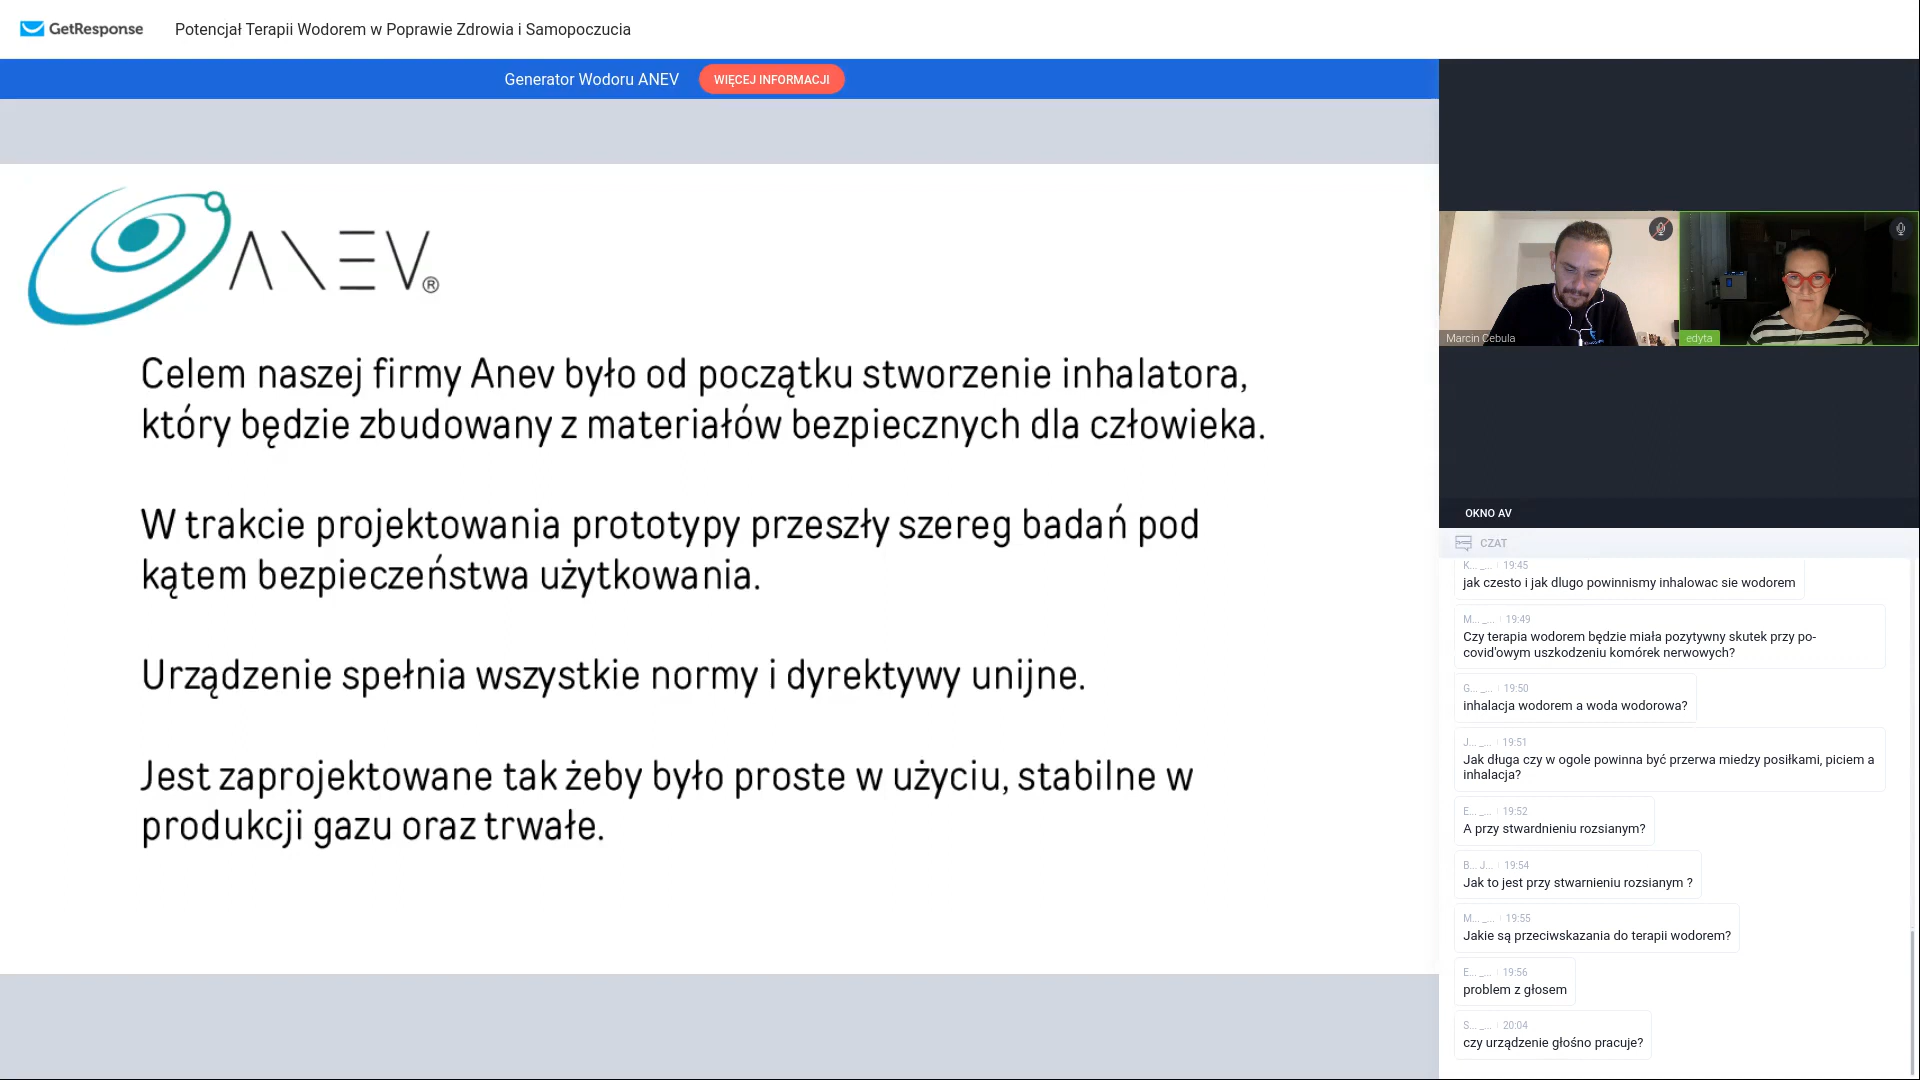 GetResponse
Potencjał Terapii Wodorem w Poprawie Zdrowia i Samopoczucia
Generator Wodoru ANEV
WIĘCEJ INFORMACJI
ANEV®
Celem naszej firmy Anev było od początku stworzenie inhalatora,
który będzie zbudowany z materiałów bezpiecznych dla człowieka.
W trakcie projektowania prototypy przeszły szereg badań pod
kątem bezpieczeństwa użytkowania.
Urządzenie spełnia wszystkie normy i dyrektywy unijne.
Jest zaprojektowane tak żeby było proste w użyciu, stabilne w
produkcji gazu oraz trwałe.
Marcin Cebula
edyta
OKNO AV
CZAT
K... _... 19:45
jak czesto i jak dlugo powinnismy inhalowac sie wodorem
M... _... 19:49
Czy terapia wodorem będzie miała pozytywny skutek przy po-
covid'owym uszkodzeniu komórek nerwowych?
G... _... 19:50
inhalacja wodorem a woda wodorowa?
J... _... 19:51
Jak długa czy w ogole powinna być przerwa miedzy posiłkami, piciem a
inhalacja?
E... _... 19:52
A przy stwardnieniu rozsianym?
B... J... 19:54
Jak to jest przy stwarnieniu rozsianym ?
M... _... 19:55
Jakie są przeciwskazania do terapii wodorem?
E... _... 19:56
problem z głosem
S... _... 20:04
czy urządzenie głośno pracuje?